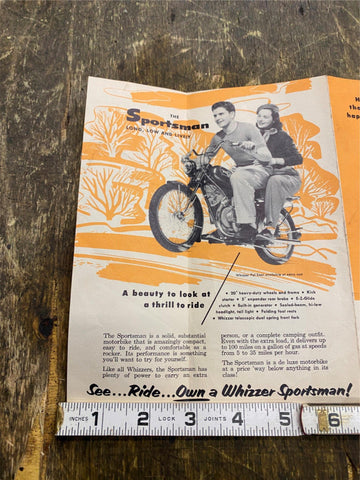 THE
Sportsman
LONG, LOW AND LIVELY
Whizzer Pat
extra cost
A beauty to look at
a thrill to ride
• 20" heavy-duty wheels and frame • Kick
starter • 5" expander rear brake • E-Z-Glide
clutch • Built-in generator • Sealed-beam, hi-low
headlight, tail light • Folding foot rests
• Whizzer telescopic dual spring front fork
The Sportsman is a solid, substantial
motorbike that is amazingly compact,
easy to ride, and comfortable as a
rocker. Its performance is something
you'll want to try for yourself.
Like all Whizzers, the Sportsman has
plenty of power to carry an extra
person, or a complete camping outfit.
Even with the extra load, it delivers up
to 100 miles on a gallon of gas at speeds
from 5 to 35 miles per hour.
The Sportsman is a de luxe motorbike
at a price 'way below anything in its
class!
See...Ride...Own a Whizzer Sportsman!
H
tha
hap
INCHES 1 2 LOCK 3 JOINTS 4 5 6